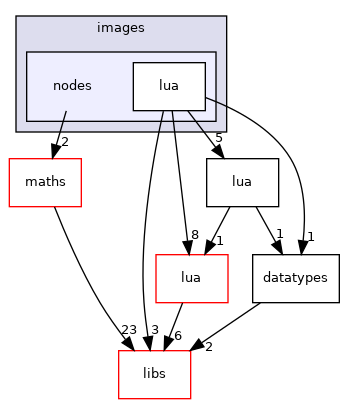 images
nodes
lua
2
5
maths
lua
8
1
1
1
lua
datatypes
23
3
6
2
libs